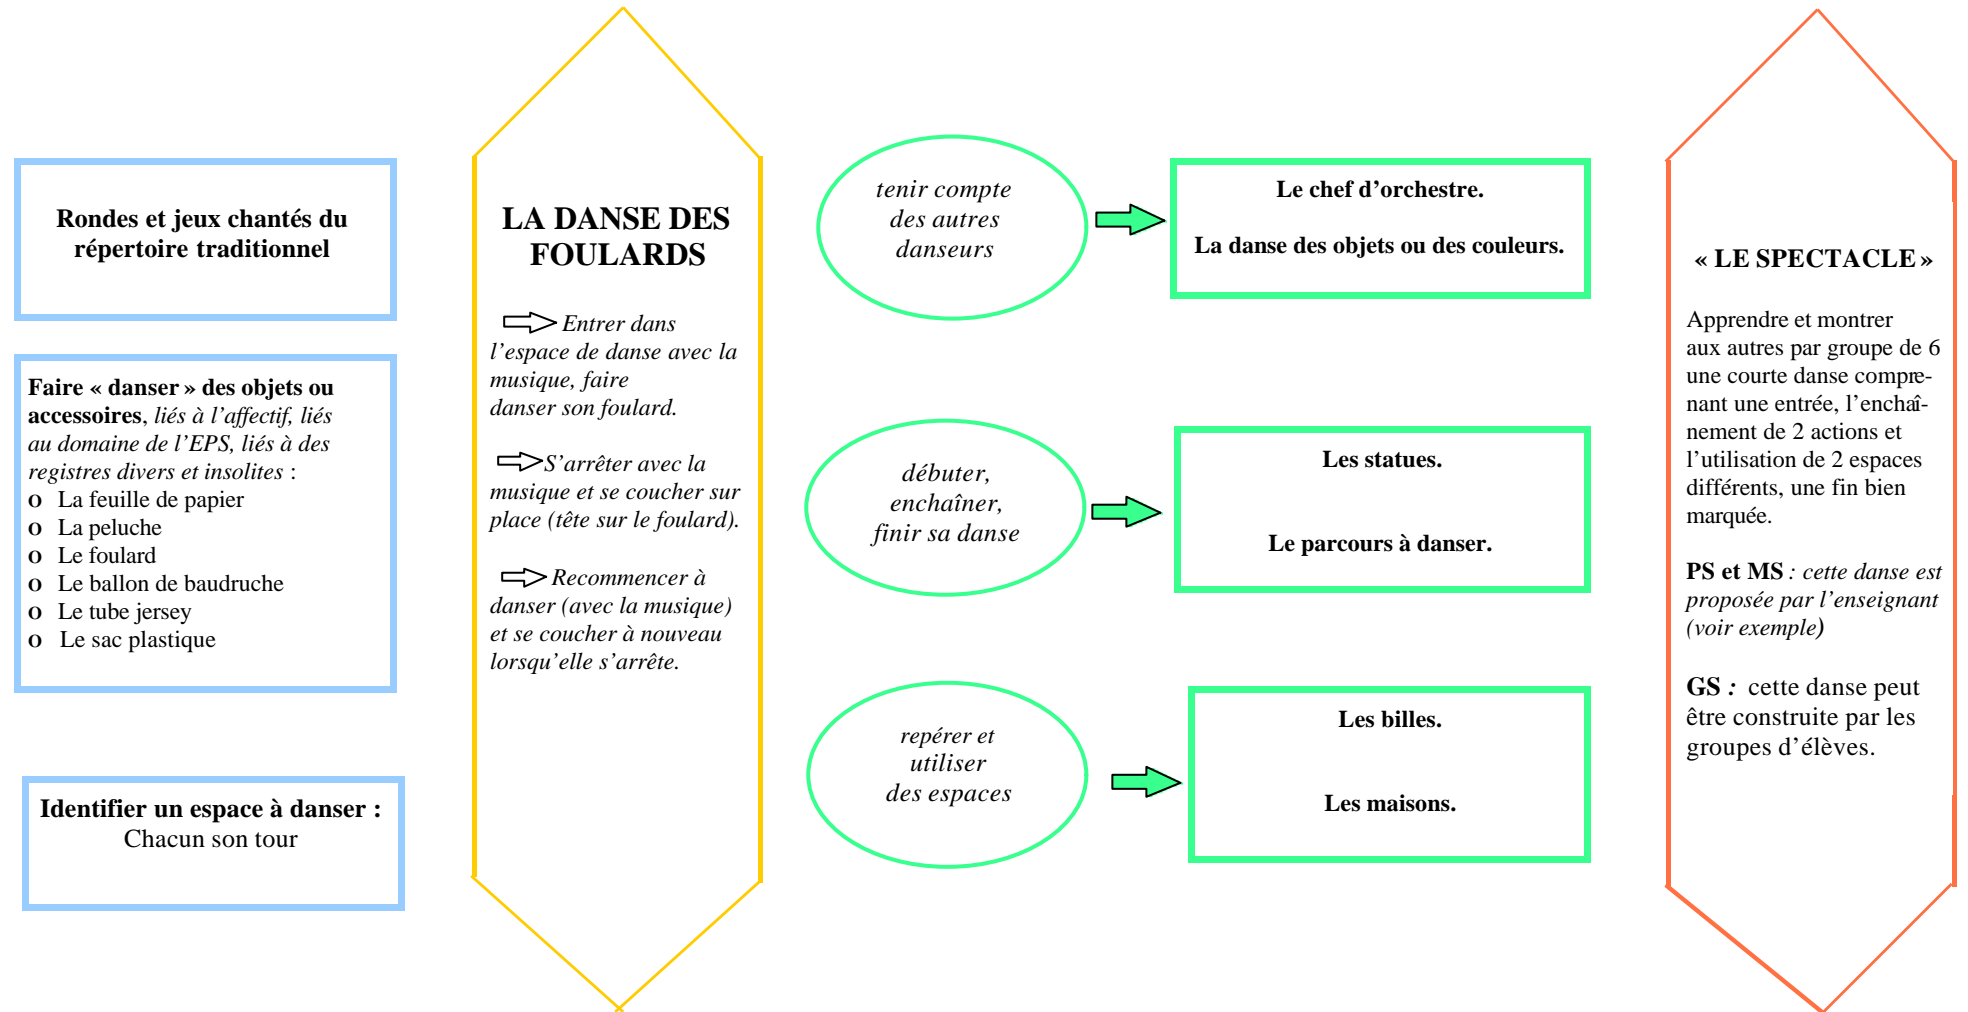 Rondes et jeux chantés du
répertoire traditionnel
Faire « danser » des objets ou
accessoires, liés à l’affectif, liés
au domaine de l’EPS, liés à des
registres divers et insolites :
o La feuille de papier
o La peluche
o Le foulard
o Le ballon de baudruche
o Le tube jersey
o Le sac plastique
Identifier un espace à danser :
Chacun son tour
LA DANSE DES
FOULARDS
Entrer dans
l’espace de danse avec la
musique, faire
danser son foulard.
S’arrêter avec la
musique et se coucher sur
place (tête sur le foulard).
Recommencer à
danser (avec la musique)
et se coucher à nouveau
lorsqu’elle s’arrête.
tenir compte
des autres
danseurs
Le chef d’orchestre.
La danse des objets ou des couleurs.
débuter,
enchaîner,
finir sa danse
Les statues.
Le parcours à danser.
repérer et
utiliser
des espaces
Les billes.
Les maisons.
« LE SPECTACLE »
Apprendre et montrer
aux autres par groupe de 6
une courte danse compre-
nant une entrée, l’enchaî-
nement de 2 actions et
l’utilisation de 2 espaces
différents, une fin bien
marquée.
PS et MS : cette danse est
proposée par l’enseignant
(voir exemple)
GS : cette danse peut
être construite par les
groupes d’élèves.